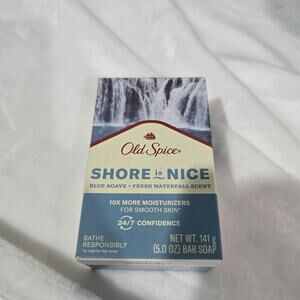 Old Spice®
SHORE is NICE
BLUE AGAVE + FRESH WATERFALL SCENT
10X MORE MOISTURIZERS
FOR SMOOTH SKIN*
24/7 CONFIDENCE
BATHE
RESPONSIBLY
NET WT. 141 g
(5.0 OZ) BAR SOAP